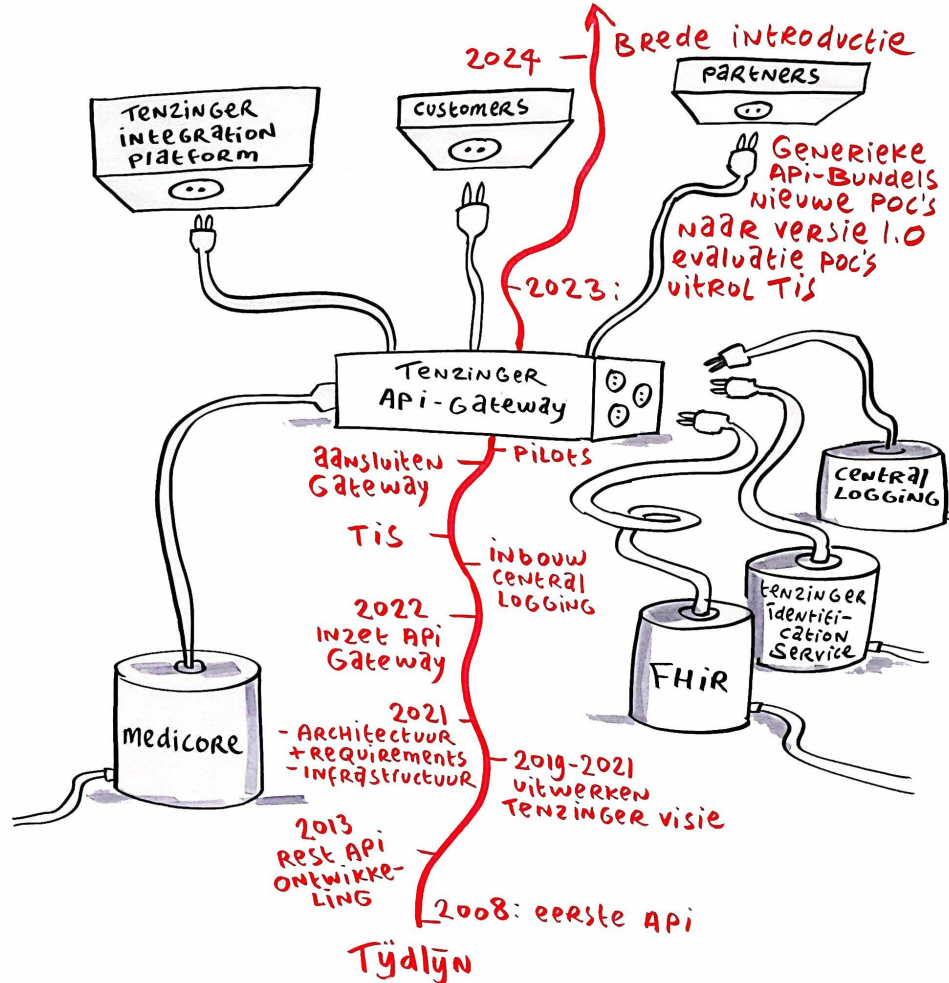 2024
BREDE INTRODUCTIE
TENZINGER
INTEGRATION
PLATFORM
CUSTOMERS
PARTNERS
GENERIEKE
API-BUNDELS
NIEUWE POC'S
NAAR VERSIE 1.0
EVALUATIE POC'S
UITROL TIS
2023:
TENZINGER
API-GATEWAY
PILOTS
AANSLUITEN
GATEWAY
CENTRAL
LOGGING
TIS
INBOUW
CENTRAL
LOGGING
TENZINGER
IDENTIFI-
CATION
SERVICE
2022
INZET API
GATEWAY
FHIR
MEDICORE
2021
- ARCHITECTUUR
+ REQUIREMENTS
- INFRASTRUCTUUR
2019-2021
UITWERKEN
TENZINGER VISIE
2013
REST API
ONTWIKKE-
LING
2008: EERSTE API
Tijdlijn